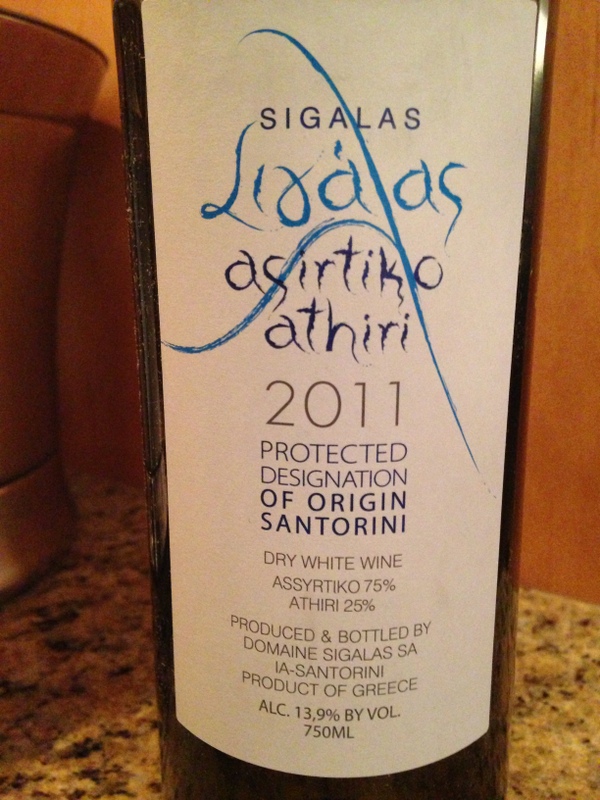 SIGALAS
Σιγάλας
asirtiko
athiri
2011
PROTECTED
DESIGNATION
OF ORIGIN
SANTORINI
DRY WHITE WINE
ASSYRTIKO 75%
ATHIRI 25%
PRODUCED & BOTTLED BY
DOMAINE SIGALAS SA
IA-SANTORINI
PRODUCT OF GREECE
ALC. 13,9% BY VOL.
750ML